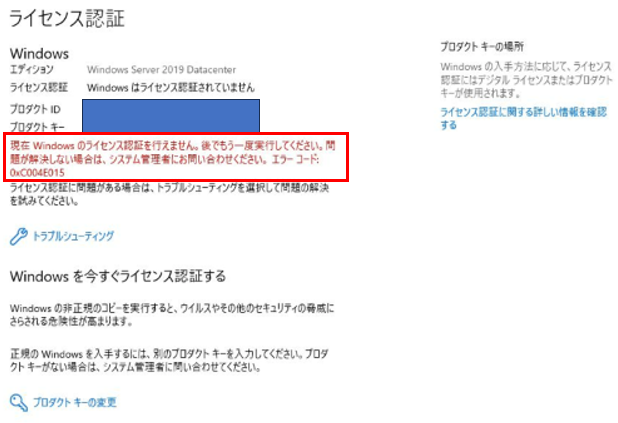 ライセンス認証
Windows
エディション Windows Server 2019 Datacenter
ライセンス認証 Windows はライセンス認証されていません
プロダクト ID
プロダクト キー
現在 Windows のライセンス認証を行えません。後でもう一度実行してください。問
題が解決しない場合は、システム管理者にお問い合わせください。エラー コード:
0xC004E015
ライセンス認証に問題がある場合は、トラブルシューティングを選択して問題の解決
を試みてください。
トラブルシューティング
Windows を今すぐライセンス認証する
Windows の非正規のコピーを実行すると、ウイルスやその他のセキュリティの脅威に
さらされる危険性が高まります。
正規の Windows を入手するには、別のプロダクト キーを入力してください。プロダ
クト キーがない場合は、システム管理者に問い合わせてください。
プロダクト キーの変更
プロダクト キーの場所
Windows の入手方法に応じて、ライセンス
認証にはデジタル ライセンスまたはプロダクト
キーが使用されます。
ライセンス認証に関する詳しい情報を確認
する